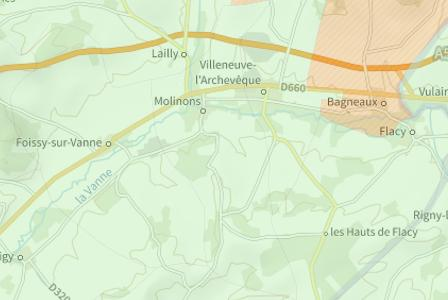 Lailly
Villeneuve-
l'Archevêque
D660
Molinons
Bagneaux
Vulain
Flacy
Foissy-sur-Vanne
la Vanne
Rigny-l
les Hauts de Flacy
igy
D320